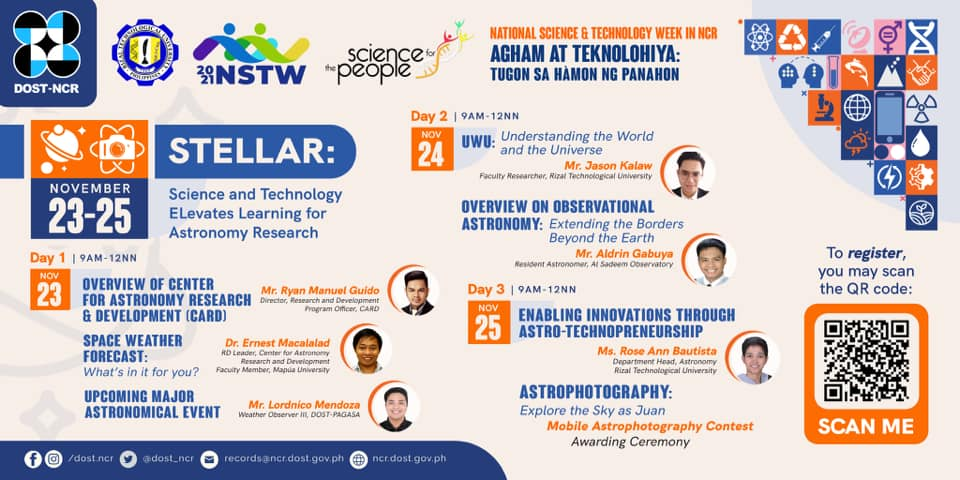 DOST-NCR
RIZAL TECHNOLOGICAL UNIVERSITY
PHILIPPINES
2021 NSTW
science for
the people
NATIONAL SCIENCE & TECHNOLOGY WEEK IN NCR
AGHAM AT TEKNOLOHIYA:
TUGON SA HÀMON NG PANAHON
NOVEMBER
23-25
STELLAR:
Science and Technology
ELevates Learning for
Astronomy Research
Day 1 | 9AM-12NN
NOV
23
OVERVIEW OF CENTER
FOR ASTRONOMY RESEARCH
& DEVELOPMENT (CARD)
Mr. Ryan Manuel Guido
Director, Research and Development
Program Officer, CARD
SPACE WEATHER
FORECAST:
What's in it for you?
Dr. Ernest Macalalad
RD Leader, Center for Astronomy
Research and Development
Faculty Member, Mapúa University
UPCOMING MAJOR
ASTRONOMICAL EVENT
Mr. Lordnico Mendoza
Weather Observer III, DOST-PAGASA
Day 2 | 9AM-12NN
NOV
24
UWU: Understanding the World
and the Universe
Mr. Jason Kalaw
Faculty Researcher, Rizal Technological University
OVERVIEW ON OBSERVATIONAL
ASTRONOMY: Extending the Borders
Beyond the Earth
Mr. Aldrin Gabuya
Resident Astronomer, Al Sadeem Observatory
Day 3 | 9AM-12NN
NOV
25
ENABLING INNOVATIONS THROUGH
ASTRO-TECHNOPRENEURSHIP
Ms. Rose Ann Bautista
Department Head, Astronomy
Rizal Technological University
ASTROPHOTOGRAPHY:
Explore the Sky as Juan
Mobile Astrophotography Contest
Awarding Ceremony
To register,
you may scan
the QR code:
SCAN ME
/dost.ncr
@dost_ncr
records@ncr.dost.gov.ph
ncr.dost.gov.ph